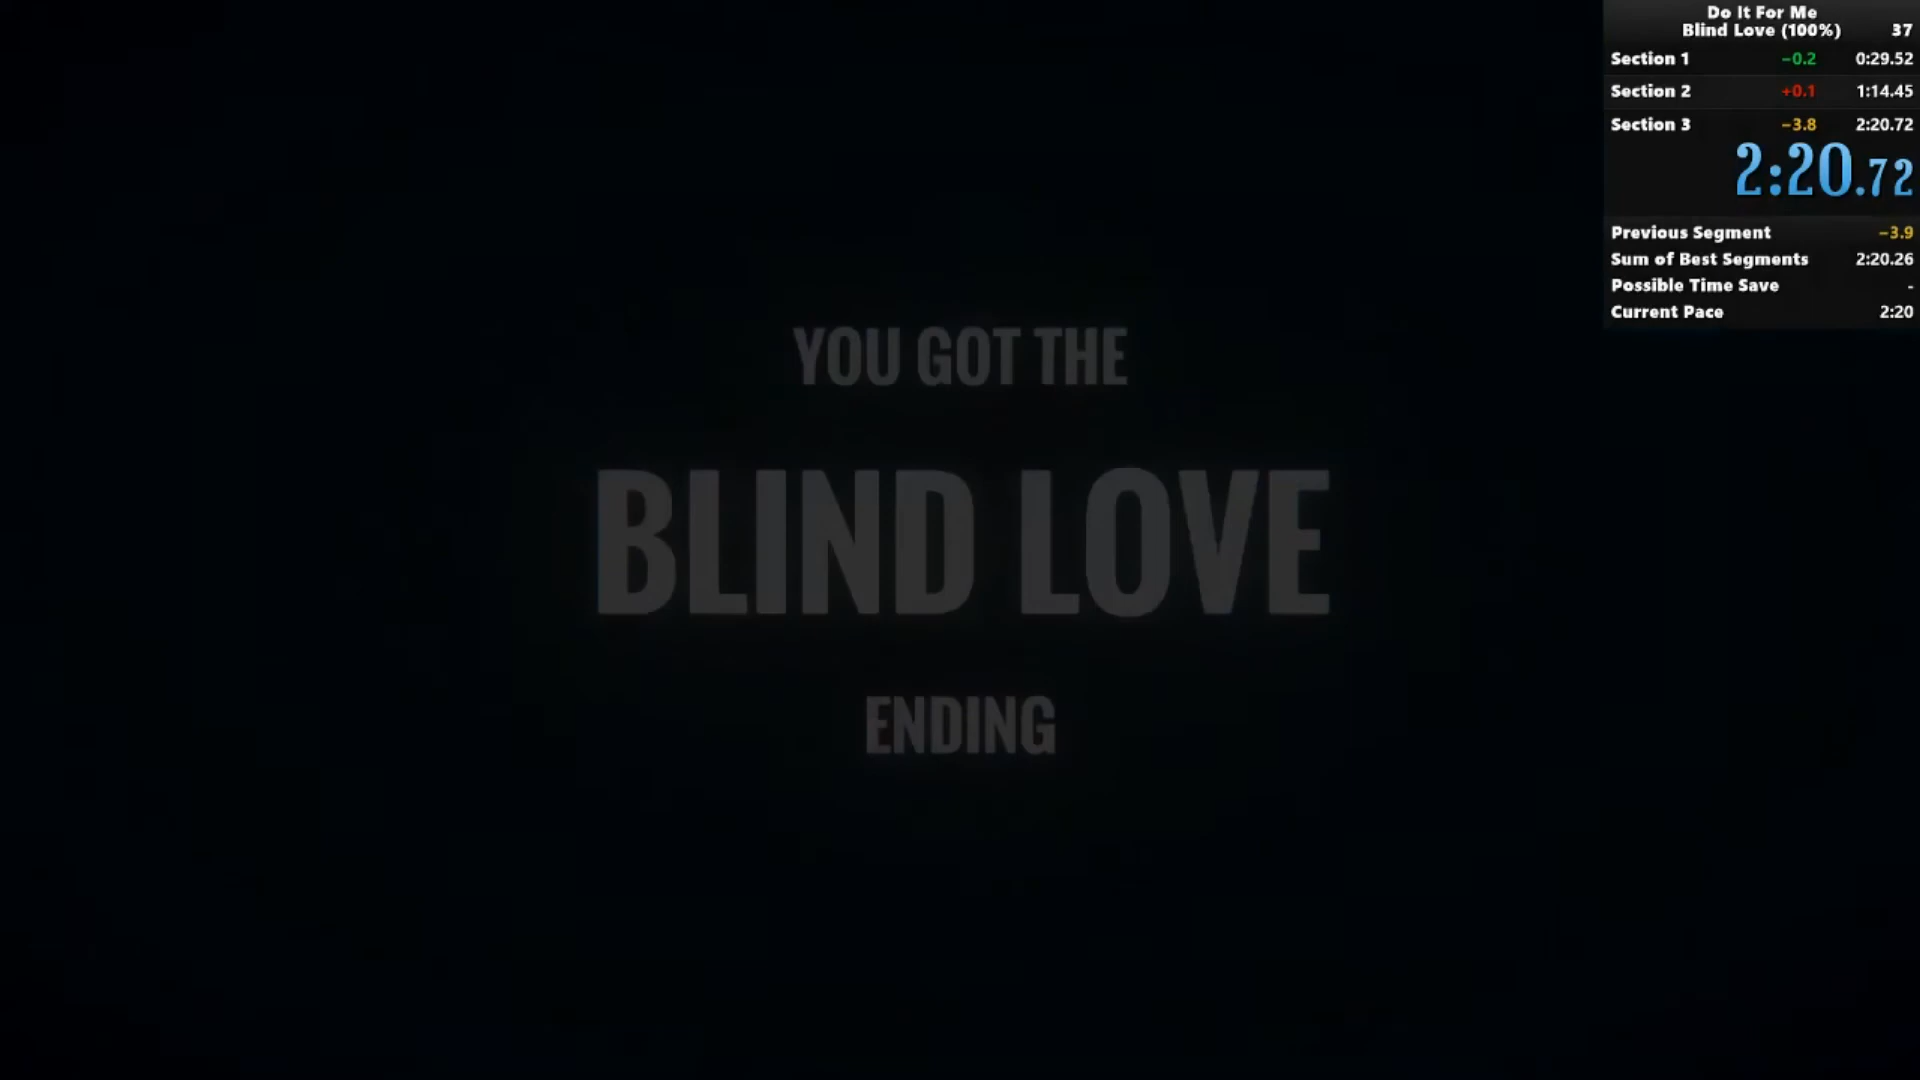 Do It For Me
Blind Love (100%) 37
Section 1 −0.2 0:29.52
Section 2 +0.1 1:14.45
Section 3 −3.8 2:20.72
2:20.72
Previous Segment −3.9
Sum of Best Segments 2:20.26
Possible Time Save -
Current Pace 2:20
YOU GOT THE
BLIND LOVE
ENDING